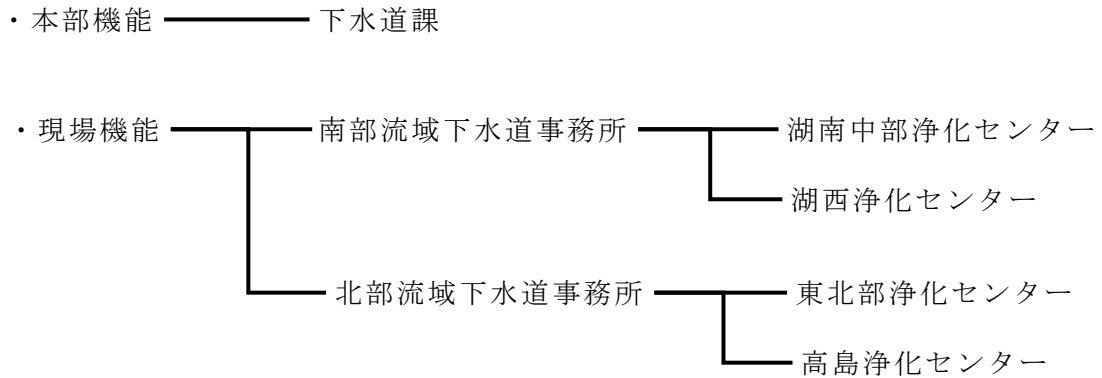 ・本部機能 下水道課
・現場機能 南部流域下水道事務所 湖南中部浄化センター
湖西浄化センター
北部流域下水道事務所 東北部浄化センター
高島浄化センター